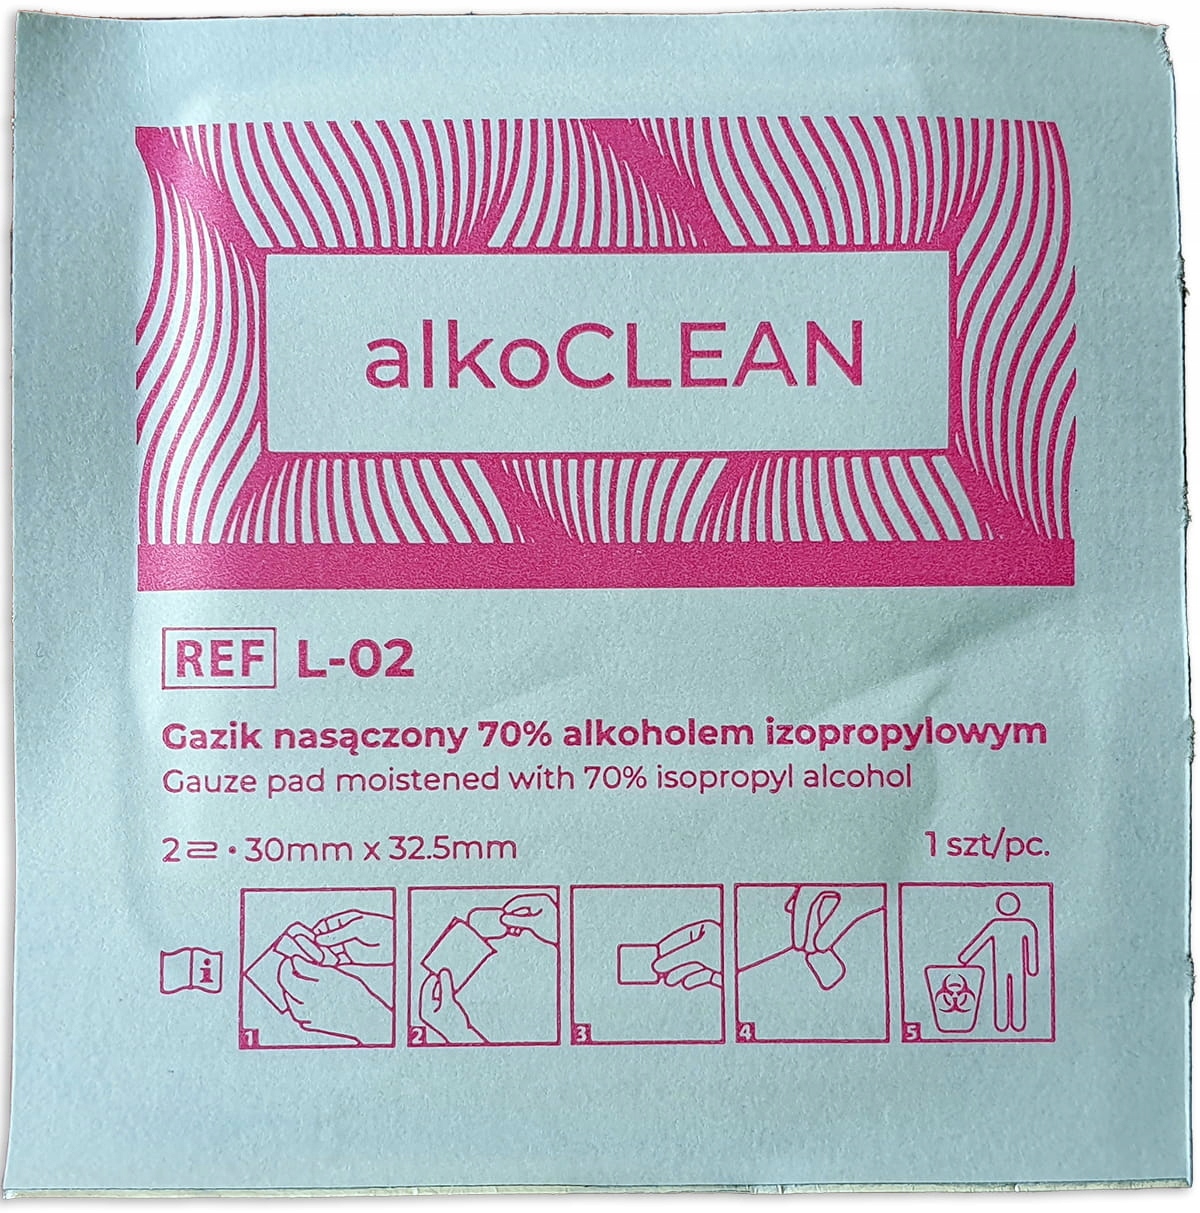 alkoCLEAN
REF L-02
Gazik nasączony 70% alkoholem izopropylowym
Gauze pad moistened with 70% isopropyl alcohol
2 • 30mm x 32.5mm 1 szt/pc.
i
1 2 3 4 5